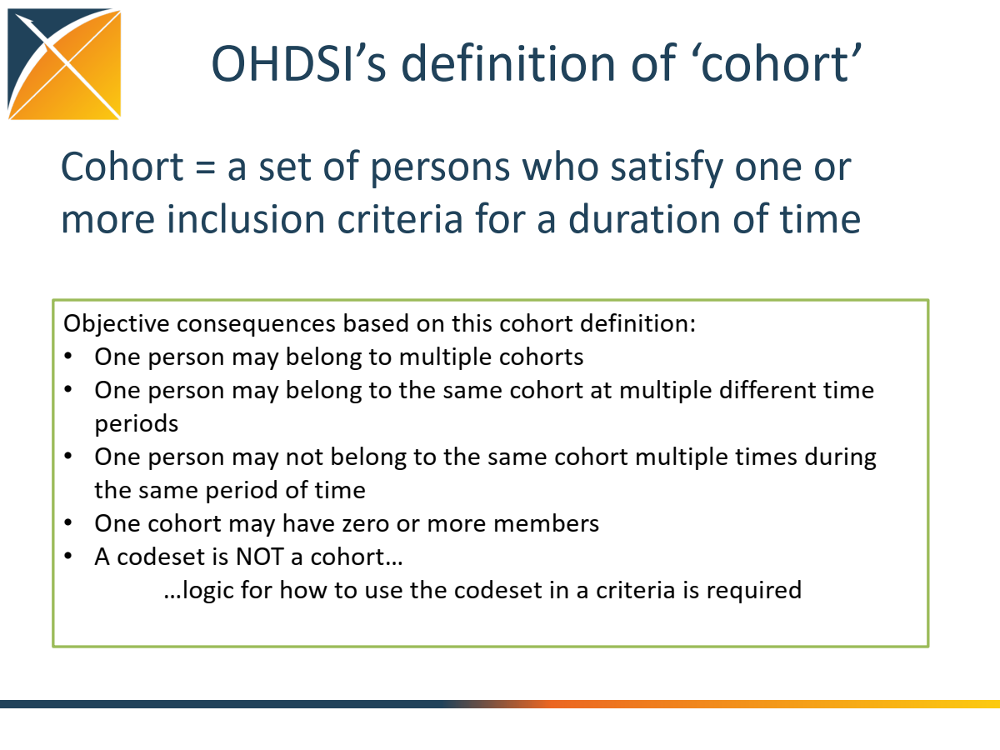 OHDSI’s definition of ‘cohort’
Cohort = a set of persons who satisfy one or
more inclusion criteria for a duration of time
Objective consequences based on this cohort definition:
• One person may belong to multiple cohorts
• One person may belong to the same cohort at multiple different time
periods
• One person may not belong to the same cohort multiple times during
the same period of time
• One cohort may have zero or more members
• A codeset is NOT a cohort…
…logic for how to use the codeset in a criteria is required